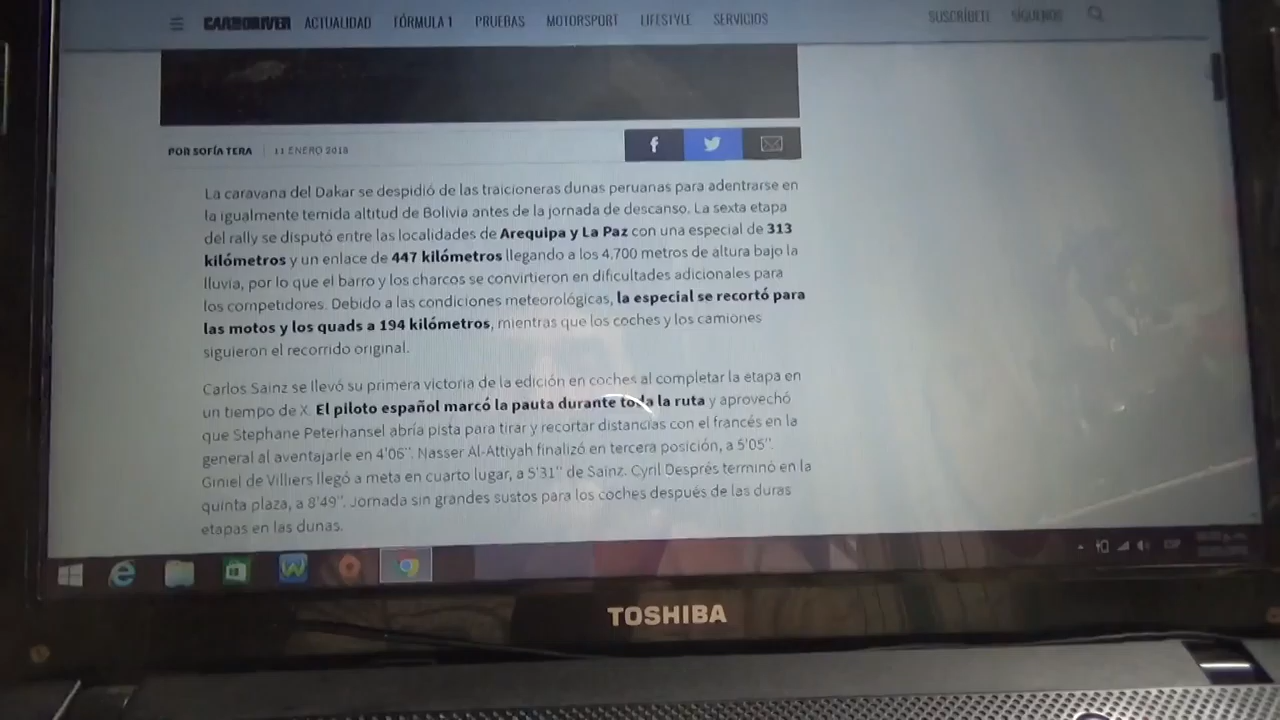 CAR AND DRIVER ACTUALIDAD FÓRMULA 1 PRUEBAS MOTORSPORT LIFESTYLE SERVICIOS SUSCRÍBETE SÍGUENOS
POR SOFÍA TERA | 11 ENERO 2018
La caravana del Dakar se despidió de las traicioneras dunas peruanas para adentrarse en
la igualmente temida altitud de Bolivia antes de la jornada de descanso. La sexta etapa
del rally se disputó entre las localidades de Arequipa y La Paz con una especial de 313
kilómetros y un enlace de 447 kilómetros llegando a los 4.700 metros de altura bajo la
lluvia, por lo que el barro y los charcos se convirtieron en dificultades adicionales para
los competidores. Debido a las condiciones meteorológicas, la especial se recortó para
las motos y los quads a 194 kilómetros, mientras que los coches y los camiones
siguieron el recorrido original.
Carlos Sainz se llevó su primera victoria de la edición en coches al completar la etapa en
un tiempo de X. El piloto español marcó la pauta durante toda la ruta y aprovechó
que Stephane Peterhansel abría pista para tirar y recortar distancias con el francés en la
general al aventajarle en 4'06''. Nasser Al-Attiyah finalizó en tercera posición, a 5'05''.
Giniel de Villiers llegó a meta en cuarto lugar, a 5'31'' de Sainz. Cyril Després terminó en la
quinta plaza, a 8'49''. Jornada sin grandes sustos para los coches después de las duras
etapas en las dunas.
ESP
TOSHIBA